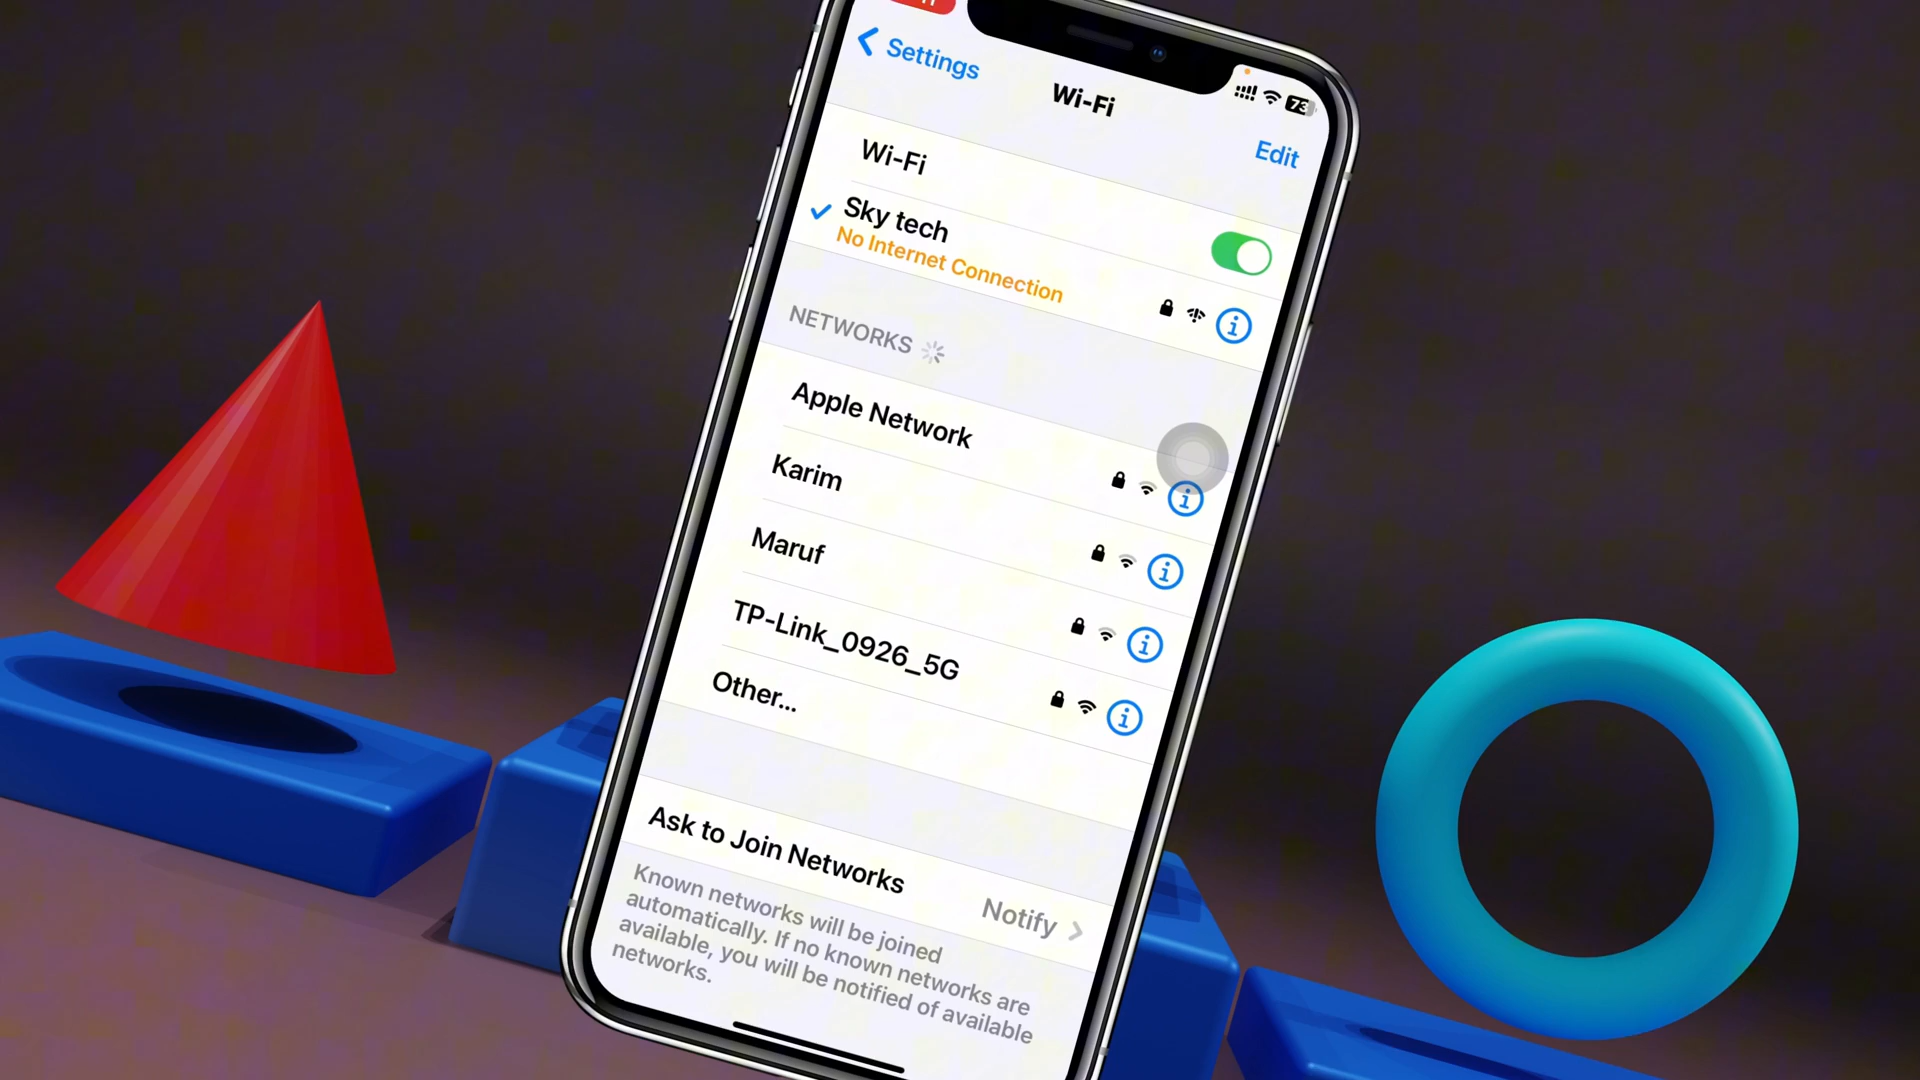 Settings
Wi-Fi
73
Edit
Wi-Fi
Sky tech
No Internet Connection
NETWORKS
Apple Network
Karim
Maruf
TP-Link_0926_5G
Other...
Ask to Join Networks
Notify
Known networks will be joined
automatically. If no known networks are
available, you will be notified of available
networks.